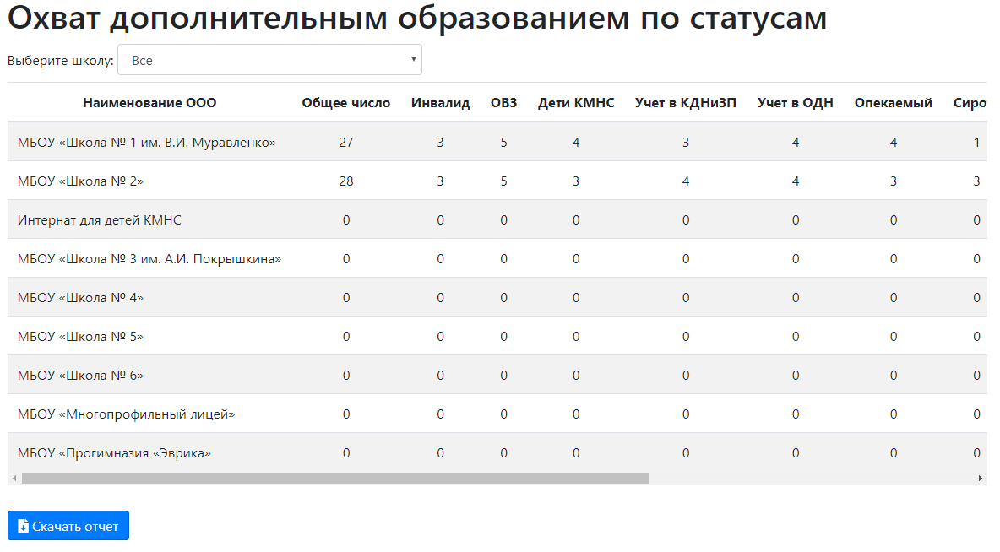 Охват дополнительным образованием по статусам
Выберите школу: Все
Наименование ООО Общее число Инвалид ОВЗ Дети КМНС Учет в КДНиЗП Учет в ОДН Опекаемый
МБОУ «Школа № 1 им. В.И. Муравленко» 27 3 5 4 3 4 4 1
МБОУ «Школа № 2» 28 3 5 3 4 4 3 3
Интернат для детей КМНС 0 0 0 0 0 0 0 0
МБОУ «Школа № 3 им. А.И. Покрышкина» 0 0 0 0 0 0 0 0
МБОУ «Школа № 4» 0 0 0 0 0 0 0 0
МБОУ «Школа № 5» 0 0 0 0 0 0 0 0
МБОУ «Школа № 6» 0 0 0 0 0 0 0 0
МБОУ «Многопрофильный лицей» 0 0 0 0 0 0 0 0
МБОУ «Прогимназия «Эврика» 0 0 0 0 0 0 0 0
Скачать отчет